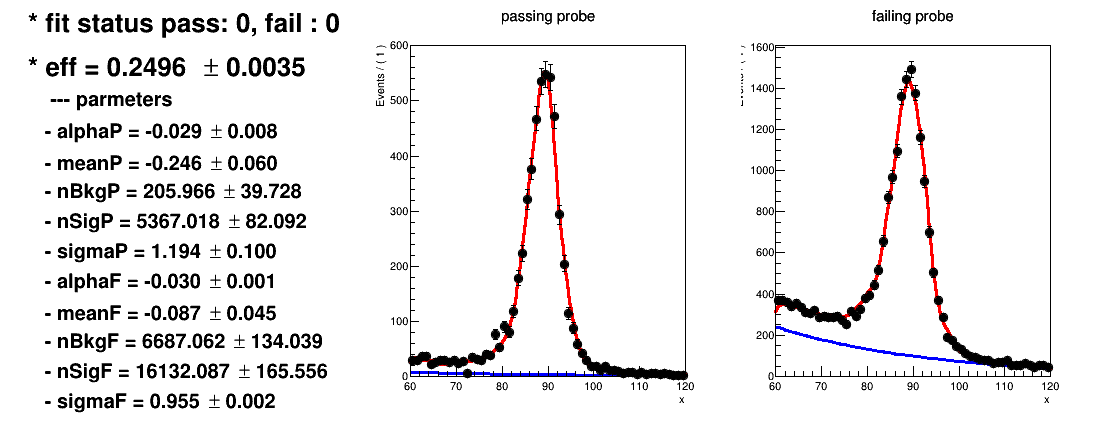 * fit status pass: 0, fail : 0
* eff = 0.2496 ± 0.0035
--- parmeters
- alphaP = -0.029 ± 0.008
- meanP = -0.246 ± 0.060
- nBkgP = 205.966 ± 39.728
- nSigP = 5367.018 ± 82.092
- sigmaP = 1.194 ± 0.100
- alphaF = -0.030 ± 0.001
- meanF = -0.087 ± 0.045
- nBkgF = 6687.062 ± 134.039
- nSigF = 16132.087 ± 165.556
- sigmaF = 0.955 ± 0.002
passing probe
Events / ( 1 )
600
500
400
300
200
100
0
60 70 80 90 100 110 120
x
failing probe
1600
1400
1200
1000
800
600
400
200
0
60 70 80 90 100 110 120
x